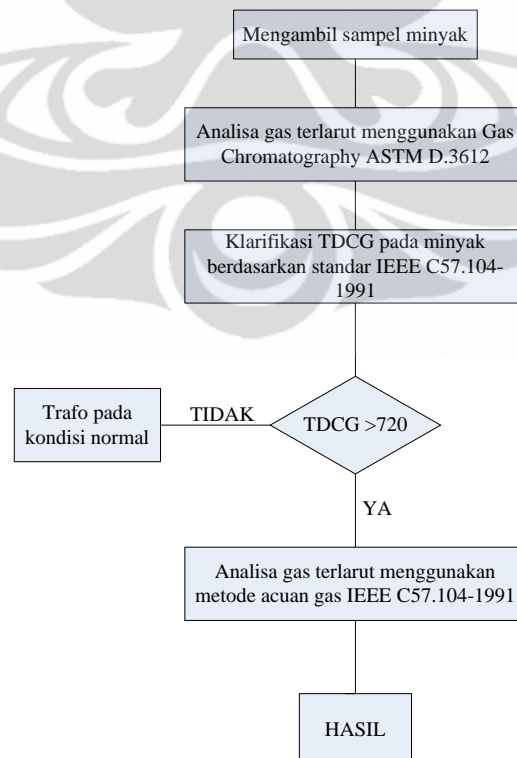 Mengambil sampel minyak
Analisa gas terlarut menggunakan Gas
Chromatography ASTM D.3612
Klarifikasi TDCG pada minyak
berdasarkan standar IEEE C57.104-
1991
Trafo pada
kondisi normal
TIDAK
TDCG >720
YA
Analisa gas terlarut menggunakan
metode acuan gas IEEE C57.104-1991
HASIL